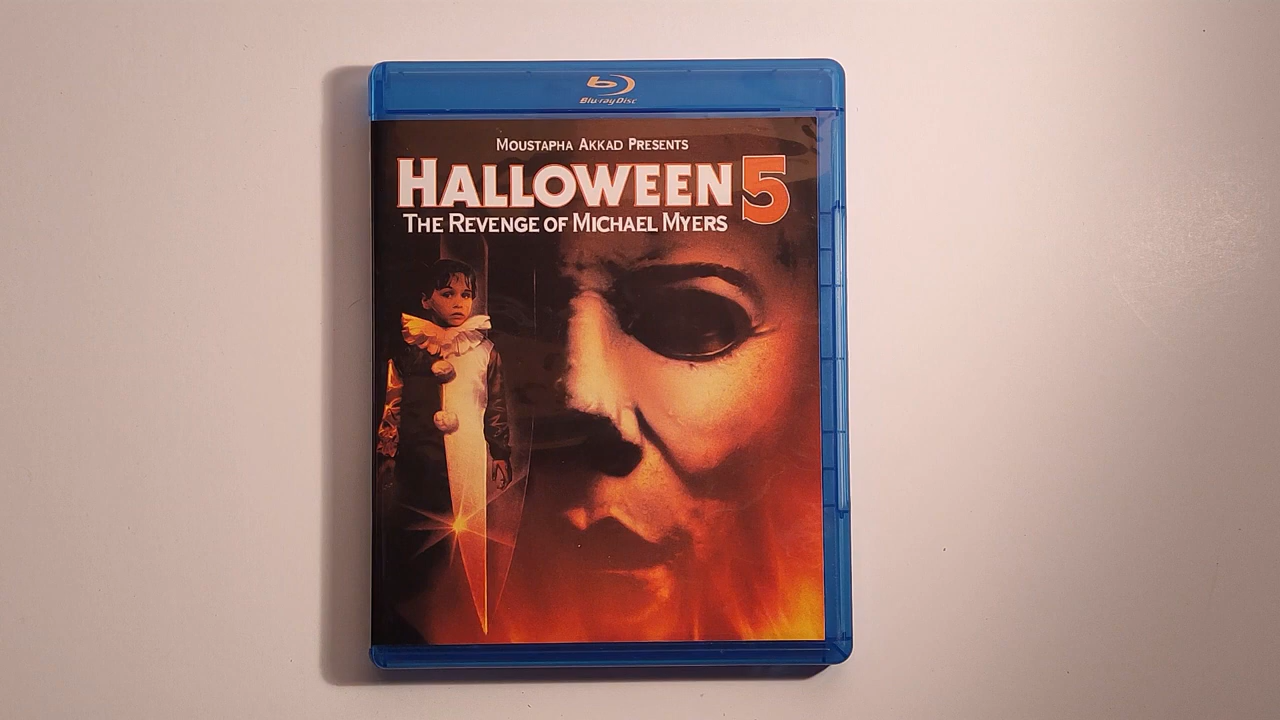 Blu-ray Disc
Moustapha Akkad Presents
Halloween 5
The Revenge of Michael Myers